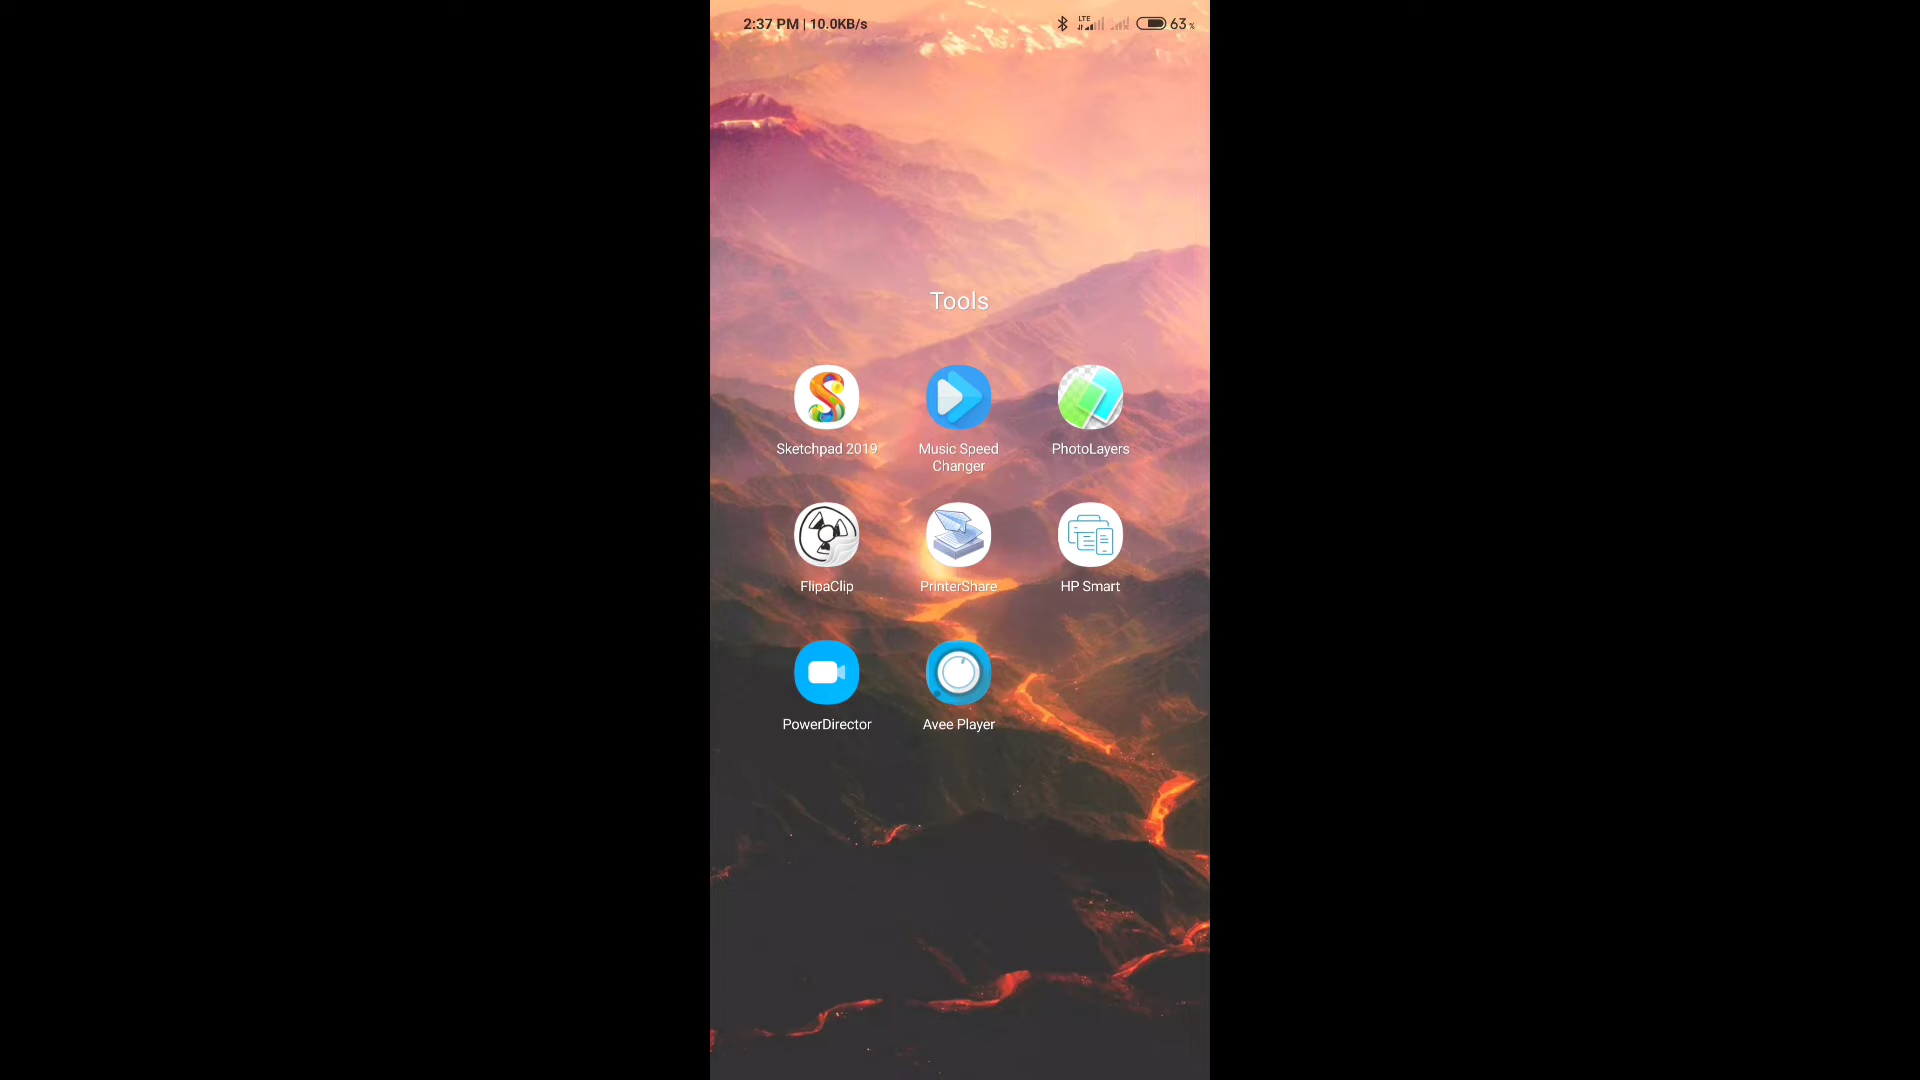 2:37 PM | 10.0KB/s LTE 63 %
Tools
Sketchpad 2019 Music Speed PhotoLayers
Changer
FlipaClip PrinterShare HP Smart
PowerDirector Avee Player